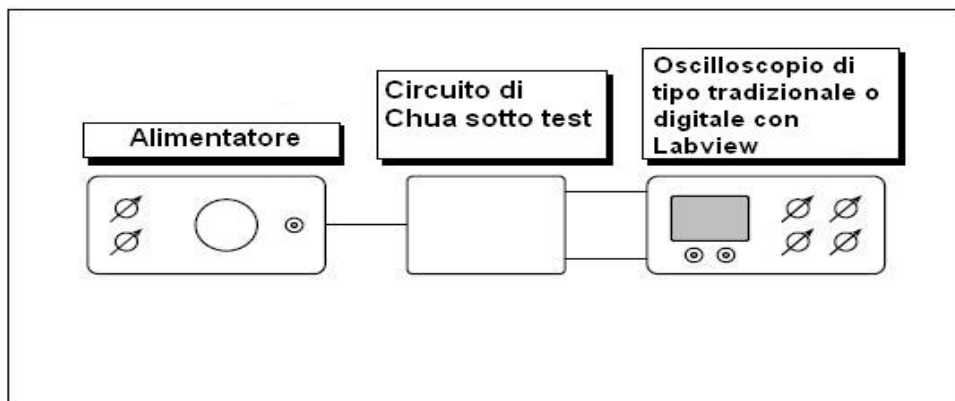 Alimentatore
Circuito di
Chua sotto test
Oscilloscopio di
tipo tradizionale o
digitale con
Labview